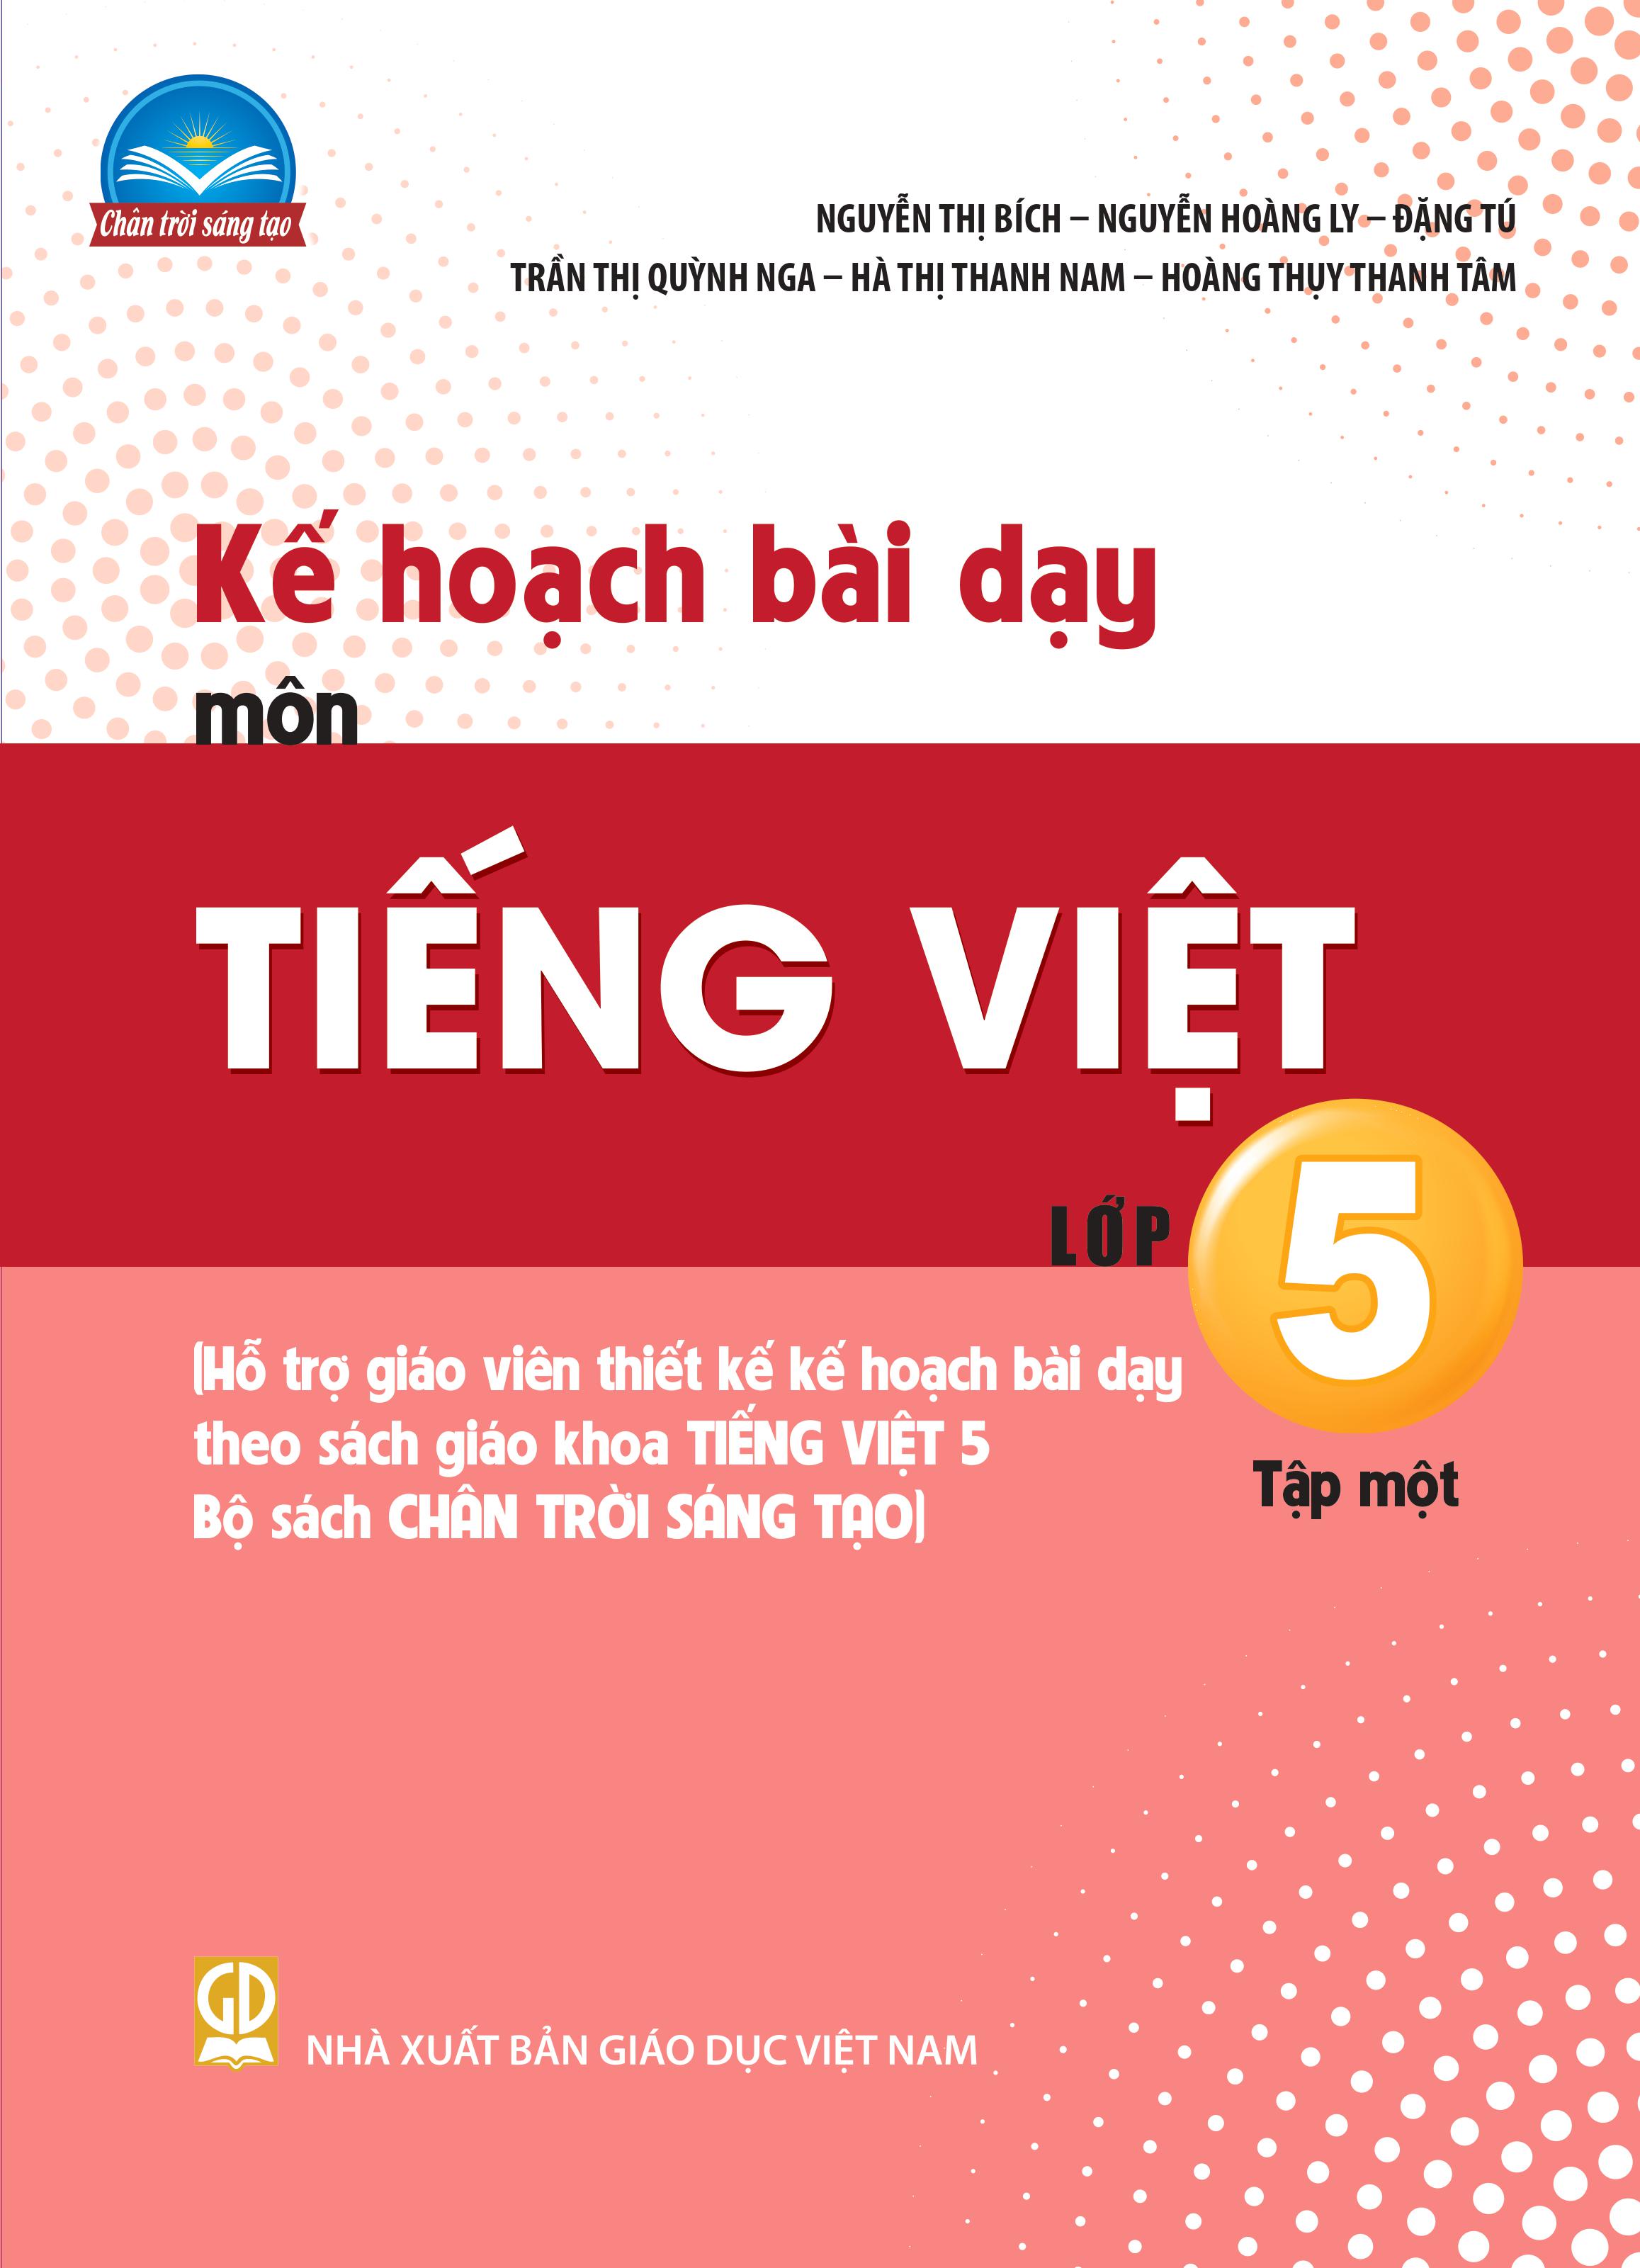 Chân trời sáng tạo
NGUYỄN THỊ BÍCH – NGUYỄN HOÀNG LY – ĐẶNG TÚ
TRẦN THỊ QUỲNH NGA – HÀ THỊ THANH NAM – HOÀNG THỤY THANH TÂM
Kế hoạch bài dạy
môn
TIẾNG VIỆT
LỚP 5
(Hỗ trợ giáo viên thiết kế kế hoạch bài dạy
theo sách giáo khoa TIẾNG VIỆT 5
Bộ sách CHÂN TRỜI SÁNG TẠO)
Tập một
GD
NHÀ XUẤT BẢN GIÁO DỤC VIỆT NAM